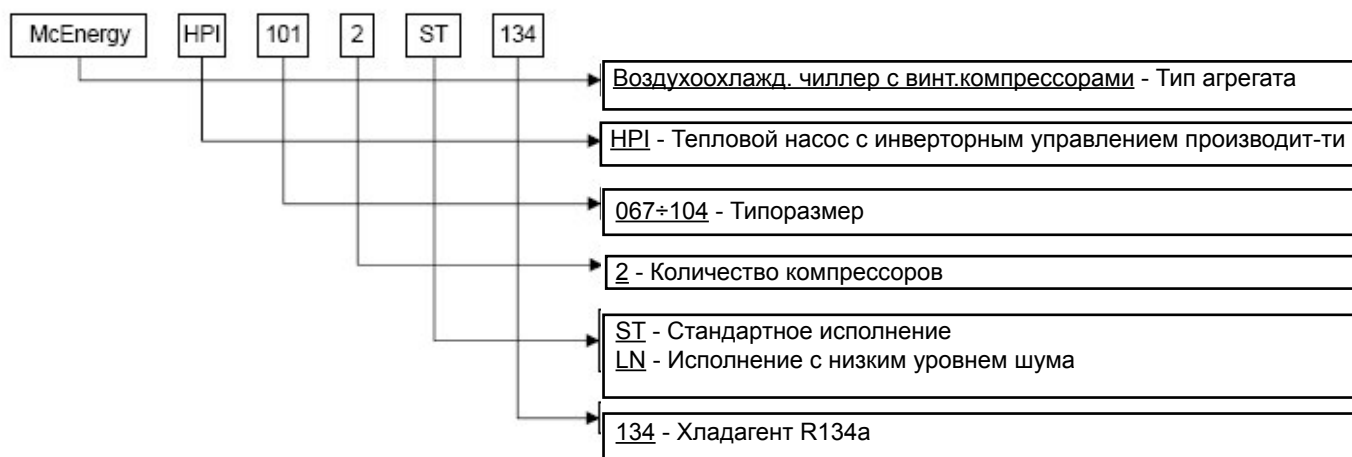 McEnergy HPI 101 2 ST 134
Воздухоохлажд. чиллер с винт.компрессорами - Тип агрегата
HPI - Тепловой насос с инверторным управлением производит-ти
067÷104 - Типоразмер
2 - Количество компрессоров
ST - Стандартное исполнение
LN - Исполнение с низким уровнем шума
134 - Хладагент R134a